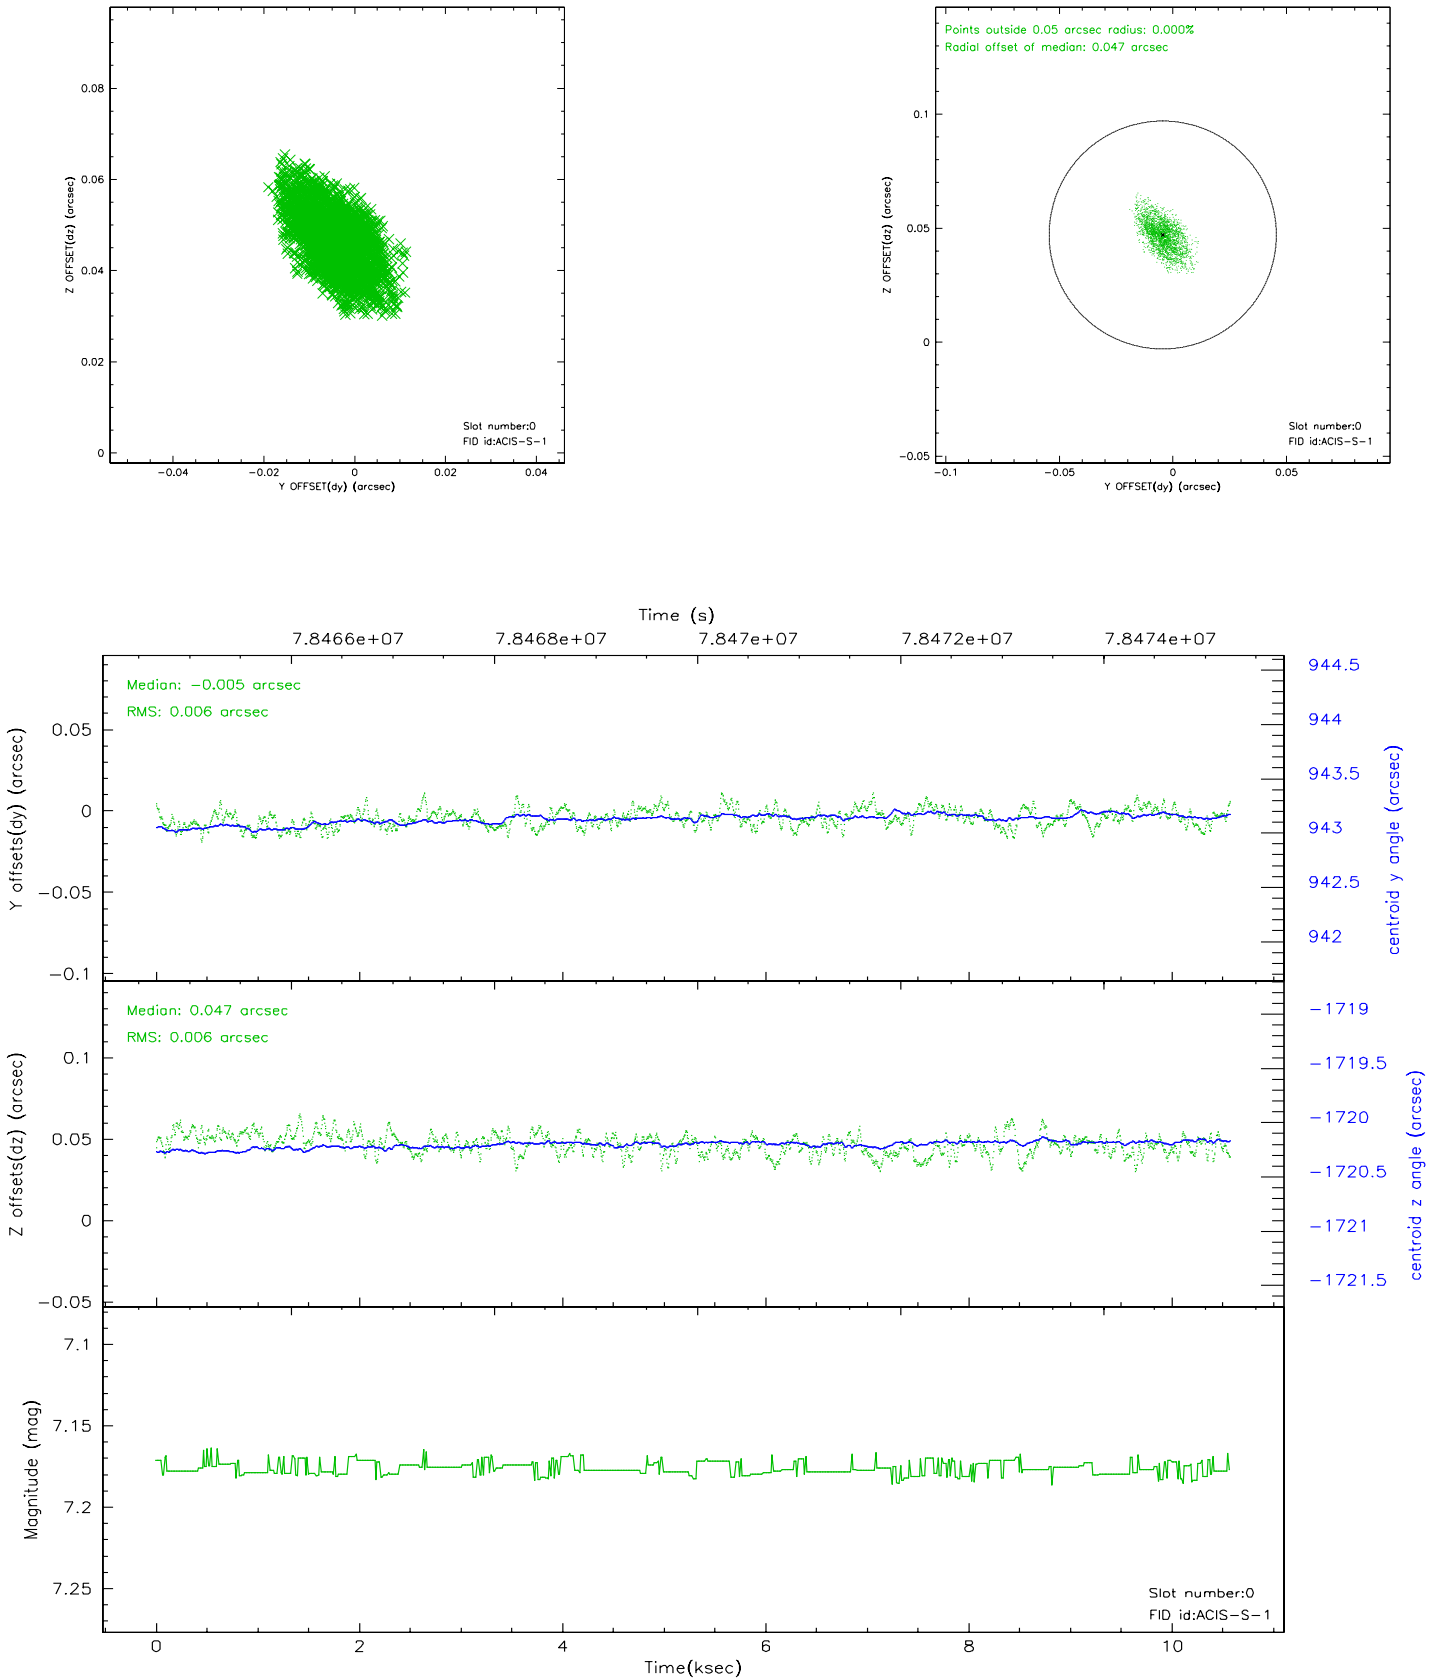 0.08
0.06
0.04
0.02
0
Z OFFSET(dz) (arcsec)
Slot number:0
FID id:ACIS-S-1
-0.04
-0.02
0
0.02
0.04
Y OFFSET(dy) (arcsec)
Points outside 0.05 arcsec radius: 0.000%
Radial offset of median: 0.047 arcsec
0.1
0.05
0
-0.05
Z OFFSET(dz) (arcsec)
Slot number:0
FID id:ACIS-S-1
-0.1
-0.05
0
0.05
Y OFFSET(dy) (arcsec)
Time (s)
7.8466e+07
7.8468e+07
7.847e+07
7.8472e+07
7.8474e+07
Median: -0.005 arcsec
RMS: 0.006 arcsec
0.05
0
-0.05
-0.1
Y offsets(dy) (arcsec)
944.5
944
943.5
943
942.5
942
centroid y angle (arcsec)
Median: 0.047 arcsec
RMS: 0.006 arcsec
0.1
0.05
0
-0.05
Z offsets(dz) (arcsec)
-1719
-1719.5
-1720
-1720.5
-1721
-1721.5
centroid z angle (arcsec)
7.1
7.15
7.2
7.25
Magnitude (mag)
Slot number:0
FID id:ACIS-S-1
0
2
4
6
8
10
Time(ksec)